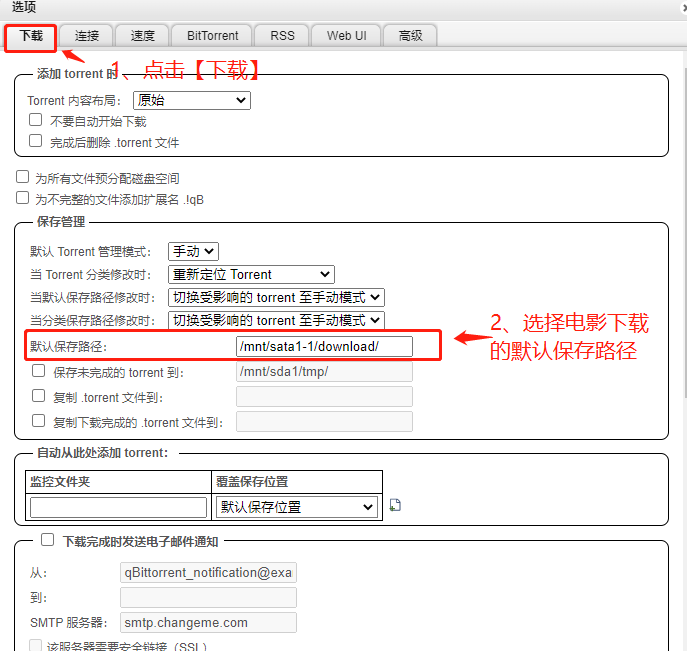 选项
下载 连接 速度 BitTorrent RSS Web UI 高级
1、点击【下载】
添加 torrent 时
Torrent 内容布局： 原始
不要自动开始下载
完成后删除 .torrent 文件
为所有文件预分配磁盘空间
为不完整的文件添加扩展名 .!qB
保存管理
默认 Torrent 管理模式： 手动
当 Torrent 分类修改时： 重新定位 Torrent
当默认保存路径修改时： 切换受影响的 torrent 至手动模式
当分类保存路径修改时： 切换受影响的 torrent 至手动模式
默认保存路径： /mnt/sata1-1/download/
2、选择电影下载
的默认保存路径
保存未完成的 torrent 到： /mnt/sda1/tmp/
复制 .torrent 文件到：
复制下载完成的 .torrent 文件到：
自动从此处添加 torrent：
监控文件夹 覆盖保存位置
默认保存位置
下载完成时发送电子邮件通知
从： qBittorrent_notification@exa
到：
SMTP 服务器： smtp.changeme.com
该服务器需要安全链接（SSL）